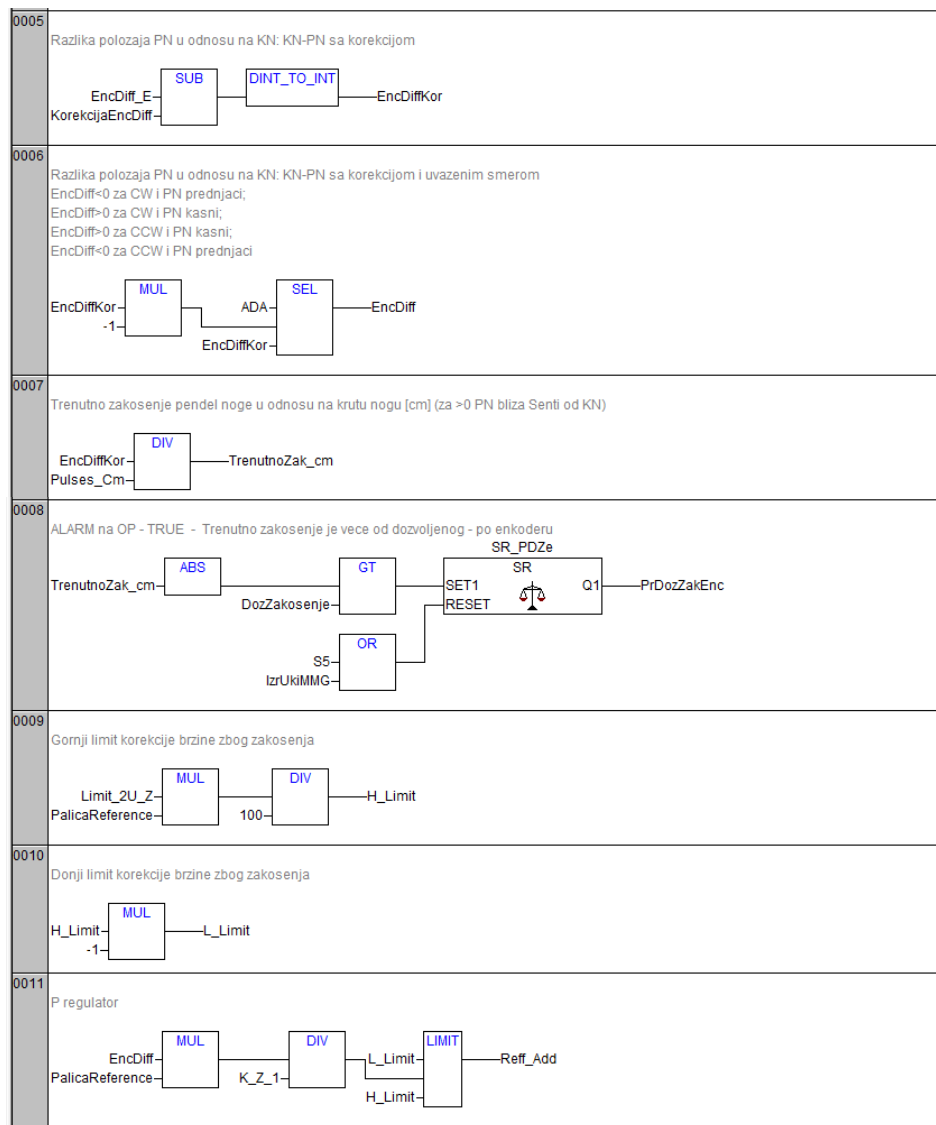 0005
Razlika polozaja PN u odnosu na KN: KN-PN sa korekcijom
SUB
DINT_TO_INT
EncDiff_E
EncDiffKor
KorekcijaEncDiff
0006
Razlika polozaja PN u odnosu na KN: KN-PN sa korekcijom i uvazenim smerom
EncDiff<0 za CW i PN prednjaci;
EncDiff>0 za CW i PN kasni;
EncDiff>0 za CCW i PN kasni;
EncDiff<0 za CCW i PN prednjaci
MUL
SEL
EncDiffKor
ADA
EncDiff
-1
EncDiffKor
0007
Trenutno zakosenje pendel noge u odnosu na krutu nogu [cm] (za >0 PN bliza Senti od KN)
DIV
EncDiffKor
TrenutnoZak_cm
Pulses_Cm
0008
ALARM na OP - TRUE - Trenutno zakosenje je vece od dozvoljenog - po enkoderu
SR_PDZe
ABS
GT
SR
TrenutnoZak_cm
SET1
Q1
PrDozZakEnc
DozZakosenje
RESET
OR
S5
IzrUkiMMG
0009
Gornji limit korekcije brzine zbog zakosenja
MUL
DIV
Limit_2U_Z
H_Limit
PalicaReference
100
0010
Donji limit korekcije brzine zbog zakosenja
MUL
H_Limit
L_Limit
-1
0011
P regulator
MUL
DIV
LIMIT
EncDiff
L_Limit
Reff_Add
PalicaReference
K_Z_1
H_Limit